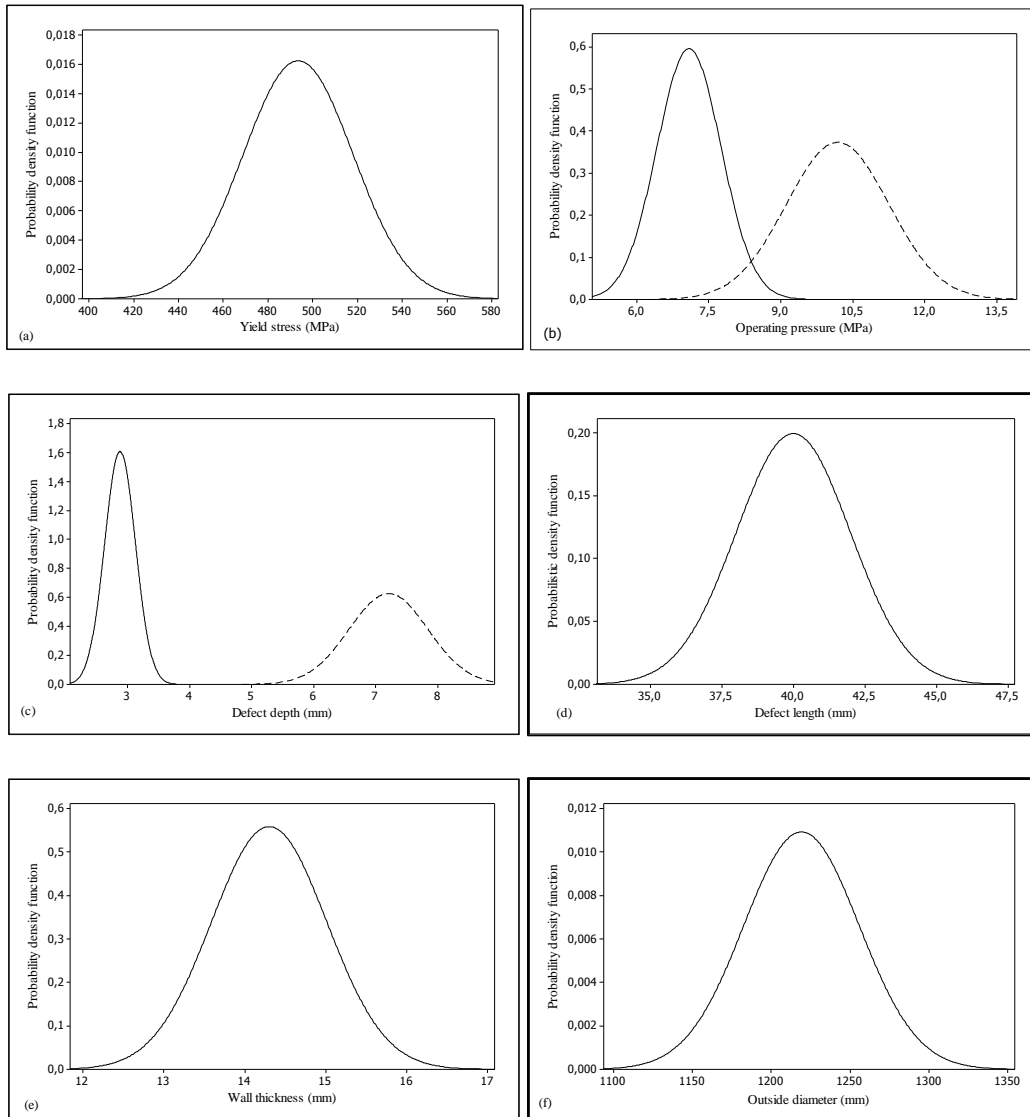 0,018
0,016
0,014
0,012
0,010
0,008
0,006
0,004
0,002
0,000
Probability density function
400 420 440 460 480 500 520 540 560 580
Yield stress (MPa)
(a)
0,6
0,5
0,4
0,3
0,2
0,1
0,0
Probability density function
6,0 7,5 9,0 10,5 12,0 13,5
Operating pressure (MPa)
(b)
1,8
1,6
1,4
1,2
1,0
0,8
0,6
0,4
0,2
0,0
Probability density function
3 4 5 6 7 8
Defect depth (mm)
(c)
0,20
0,15
0,10
0,05
0,00
Probabilistic density function
35,0 37,5 40,0 42,5 45,0 47,5
Defect length (mm)
(d)
0,6
0,5
0,4
0,3
0,2
0,1
0,0
Probability density function
12 13 14 15 16 17
Wall thickness (mm)
(e)
0,012
0,010
0,008
0,006
0,004
0,002
0,000
Probability density function
1100 1150 1200 1250 1300 1350
Outside diameter (mm)
(f)